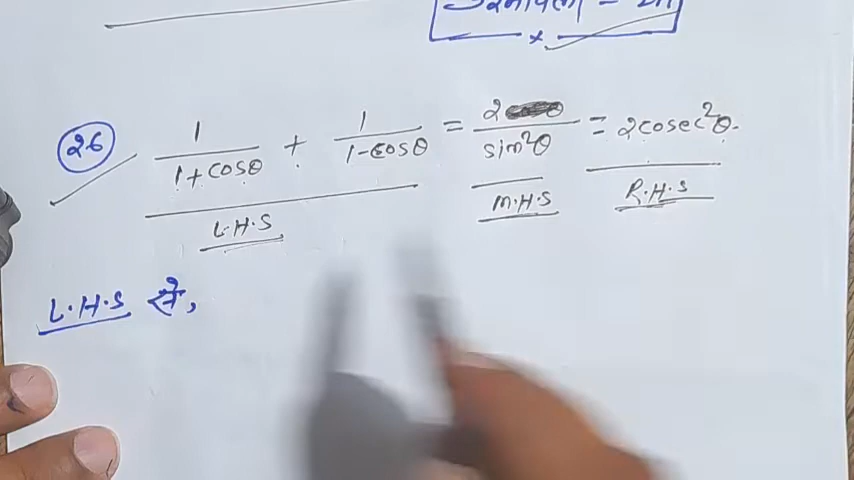 26 1/(1+cosθ) + 1/(1-cosθ) = 2/sin²θ = 2cosec²θ.
L.H.S M.H.S R.H.S
L.H.S से,